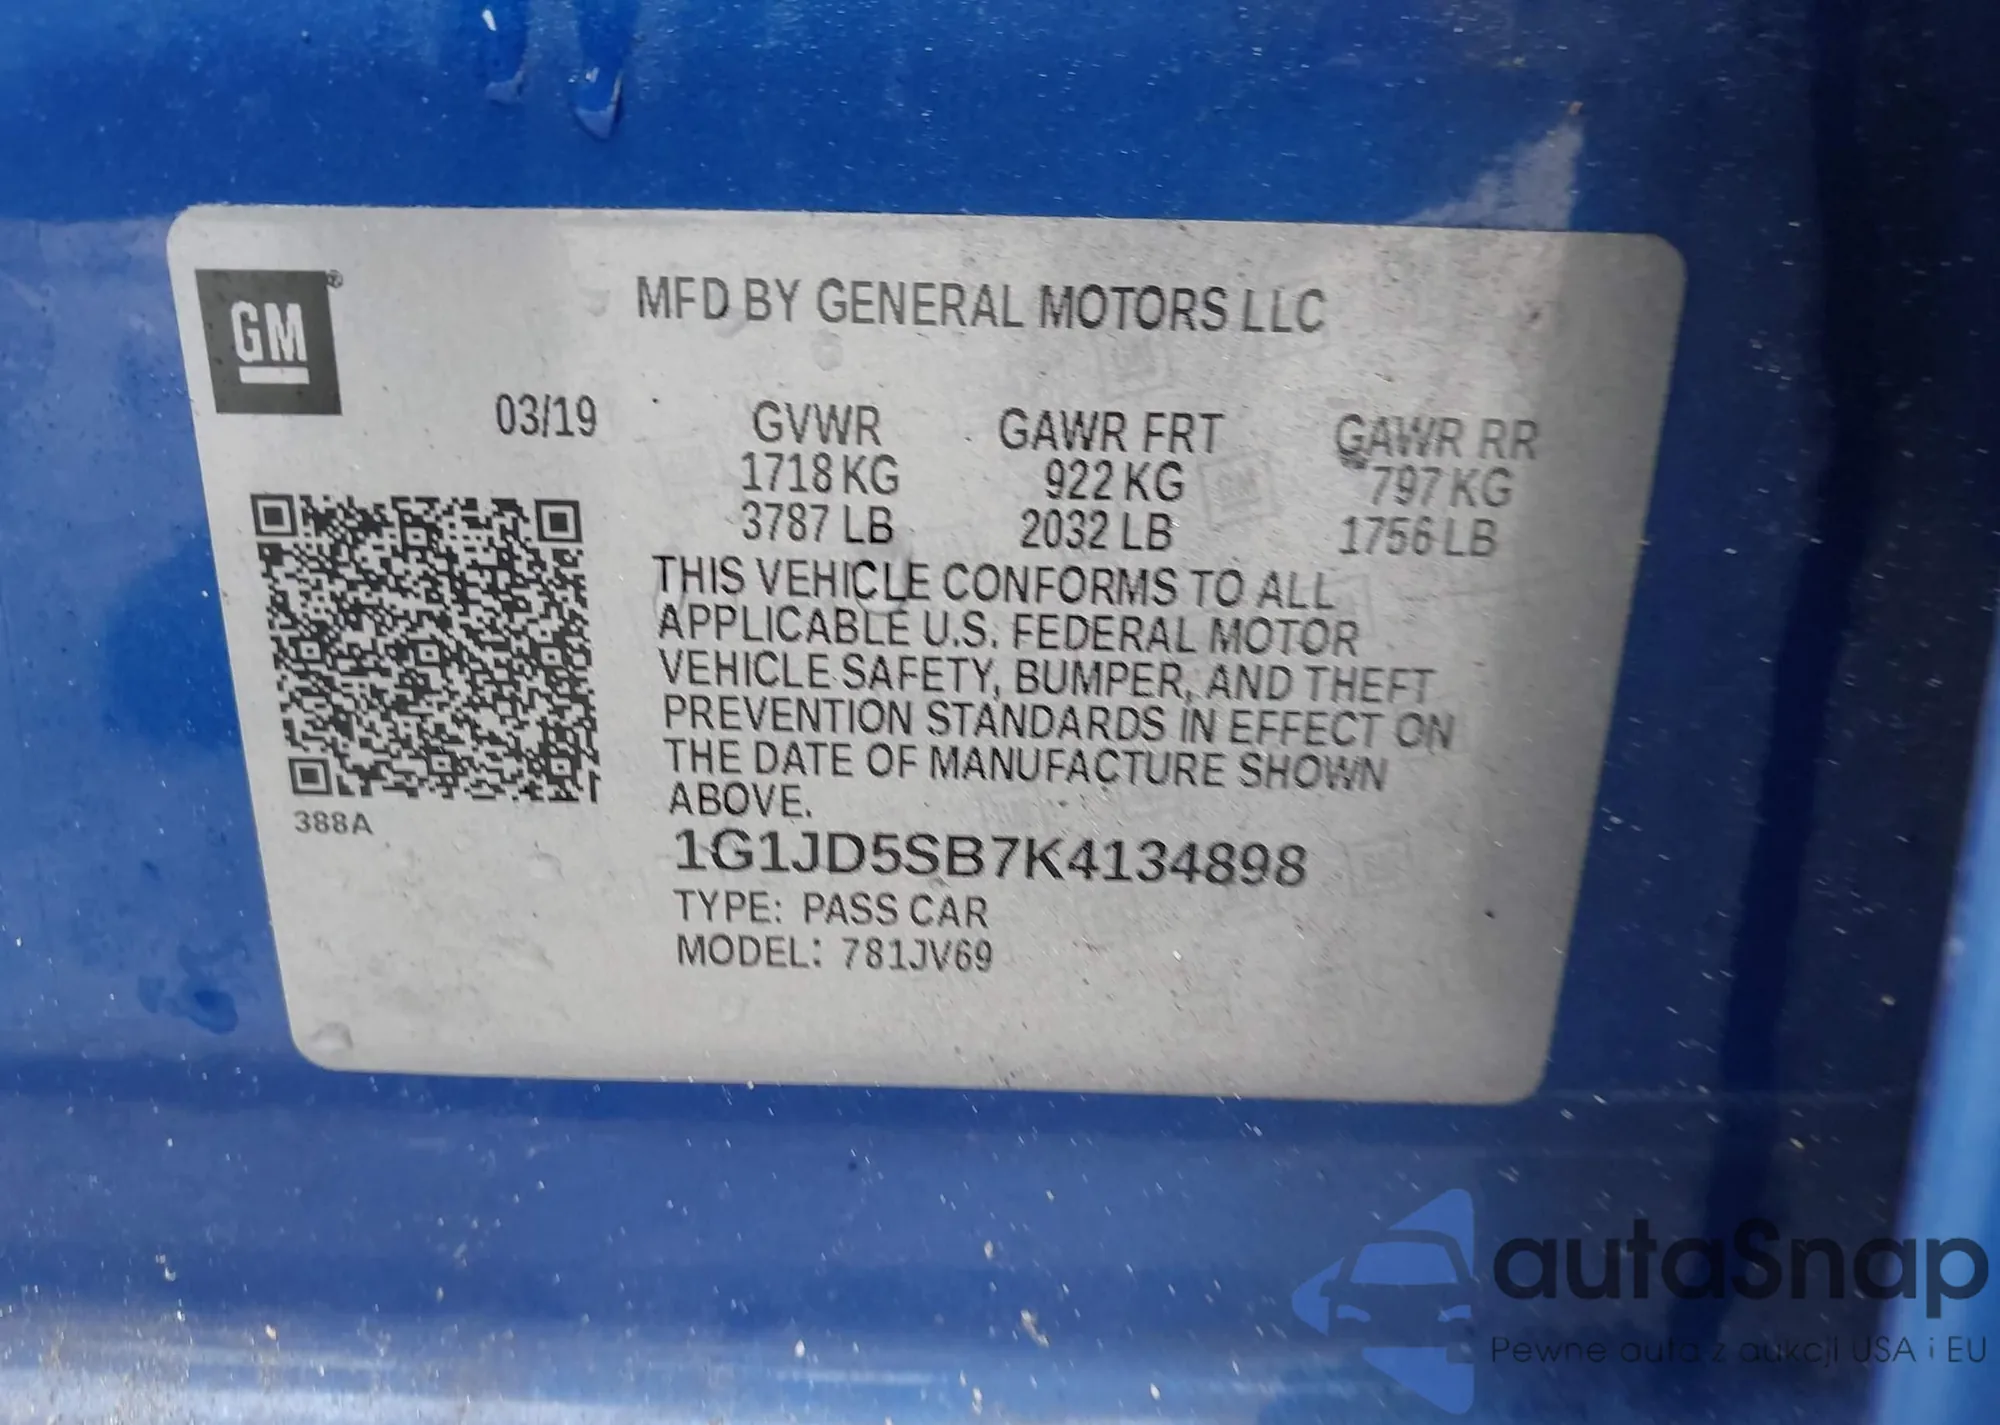 GM®
MFD BY GENERAL MOTORS LLC
03/19
GVWR GAWR FRT GAWR RR
1718 KG 922 KG 797 KG
3787 LB 2032 LB 1756 LB
THIS VEHICLE CONFORMS TO ALL
APPLICABLE U.S. FEDERAL MOTOR
VEHICLE SAFETY, BUMPER, AND THEFT
PREVENTION STANDARDS IN EFFECT ON
THE DATE OF MANUFACTURE SHOWN
ABOVE.
388A
1G1JD5SB7K4134898
TYPE: PASS CAR
MODEL: 781JV69
autaSnap
Pewne auta z aukcji USA i EU